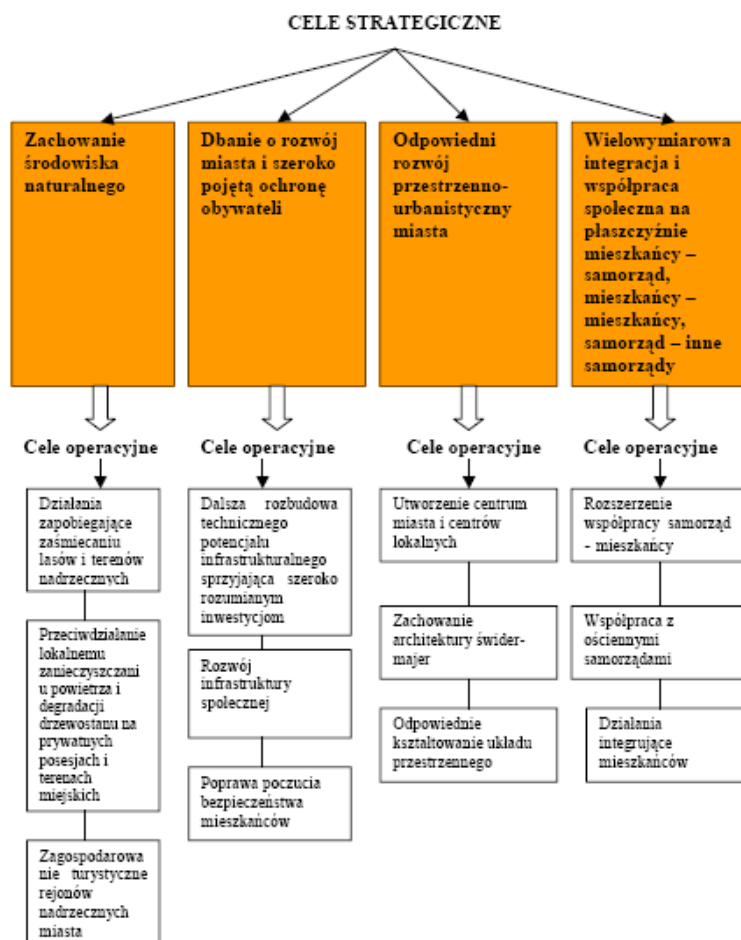 CELE STRATEGICZNE
Zachowanie
środowiska
naturalnego
Dbanie o rozwój
miasta i szeroko
pojętą ochronę
obywateli
Odpowiedni
rozwój
przestrzenno-
urbanistyczny
miasta
Wielowymiarowa
integracja i
współpraca
społeczna na
płaszczyźnie
mieszkańcy –
samorząd,
mieszkańcy –
mieszkańcy,
samorząd – inne
samorządy
Cele operacyjne
Cele operacyjne
Cele operacyjne
Cele operacyjne
Działania
zapobiegające
zaśmiecaniu
lasów i terenów
nadrzecznych
Przeciwdziałanie
lokalnemu
zanieczyszczani
u powietrza i
degradacji
drzewostanu na
prywatnych
posesjach i
terenach
miejskich
Zagospodarowa
nie turystyczne
rejonów
nadrzecznych
miasta
Dalsza rozbudowa
technicznego
potencjału
infrastrukturalnego
sprzyjająca szeroko
rozumianym
inwestycjom
Rozwój
infrastruktury
społecznej
Poprawa poczucia
bezpieczeństwa
mieszkańców
Utworzenie centrum
miasta i centrów
lokalnych
Zachowanie
architektury świder-
majer
Odpowiednie
kształtowanie układu
przestrzennego
Rozszerzenie
współpracy samorząd
- mieszkańcy
Współpraca z
ościennymi
samorządami
Działania
integrujące
mieszkańców